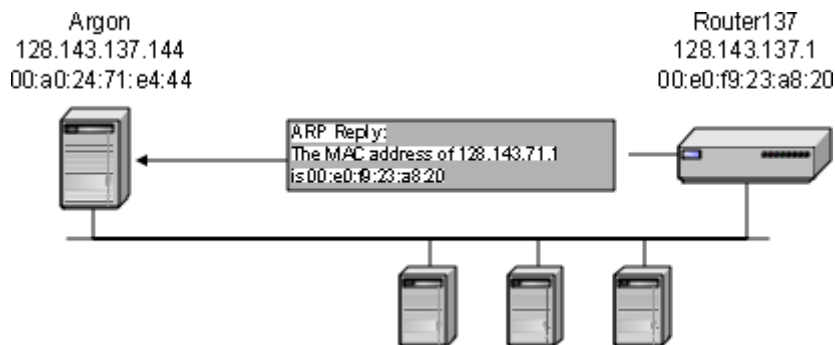 Argon
128.143.137.144
00:a0:24:71:e4:44
Router137
128.143.137.1
00:e0:f9:23:a8:20
ARP Reply:
The MAC address of 128.143.71.1
is 00:e0:f9:23:a8:20